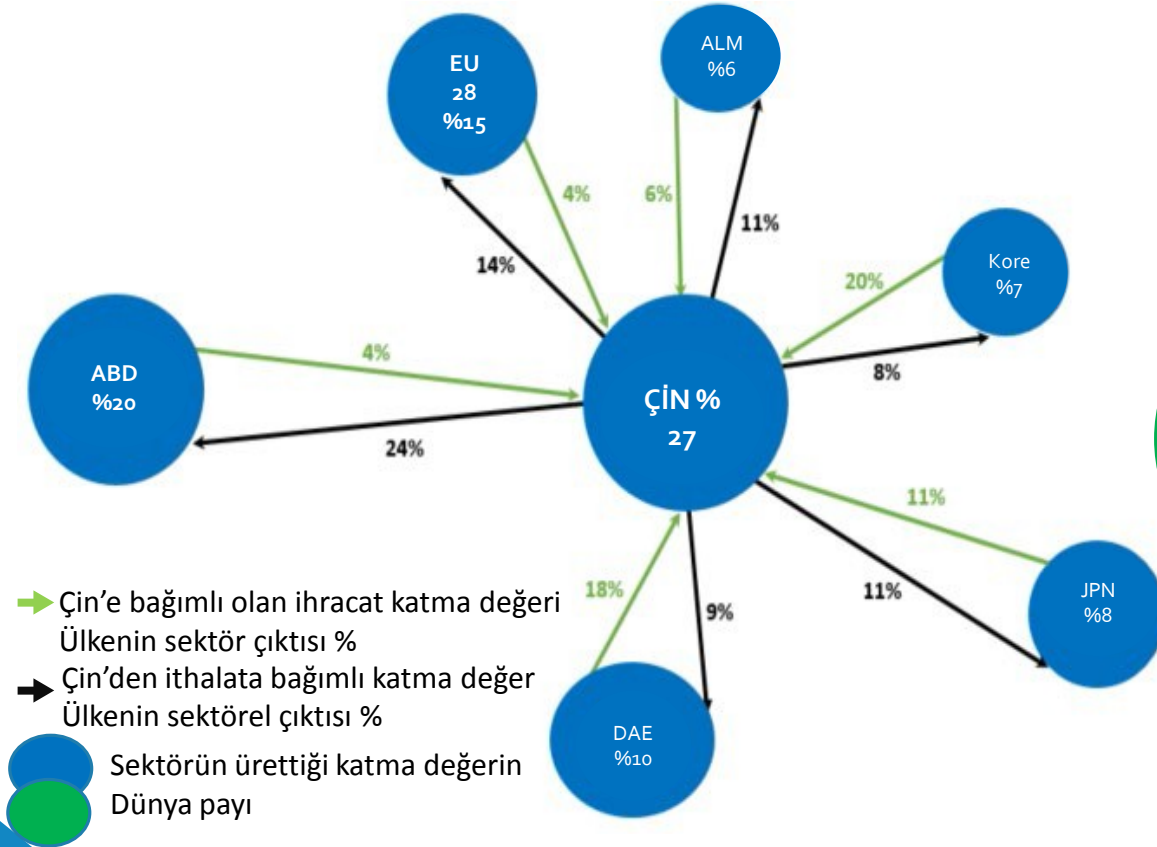 EU
28
%15
ALM
%6
4%
6%
11%
14%
Kore
%7
20%
8%
ABD
%20
4%
24%
ÇİN %
27
11%
11%
JPN
%8
18%
9%
DAE
%10
Çin’e bağımlı olan ihracat katma değeri
Ülkenin sektör çıktısı %
Çin’den ithalata bağımlı katma değer
Ülkenin sektörel çıktısı %
Sektörün ürettiği katma değerin
Dünya payı